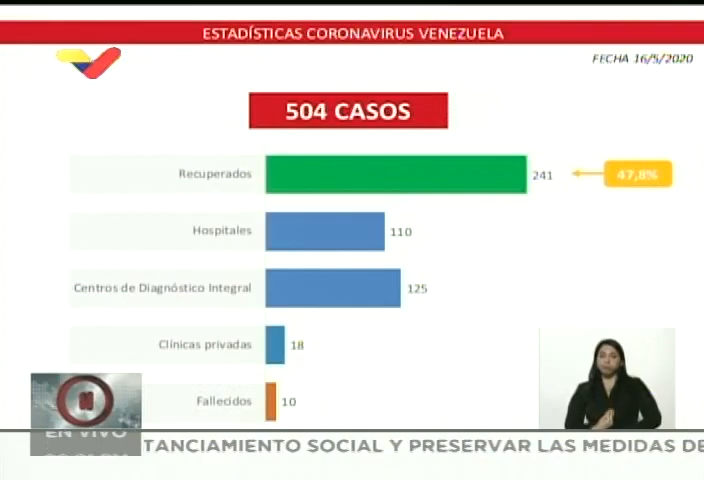 ESTADÍSTICAS CORONAVIRUS VENEZUELA
FECHA 16/5/2020
504 CASOS
Recuperados 241 47,8%
Hospitales 110
Centros de Diagnóstico Integral 125
Clínicas privadas 18
Fallecidos 10
N
EN VIVO
TANCIAMIENTO SOCIAL Y PRESERVAR LAS MEDIDAS DE